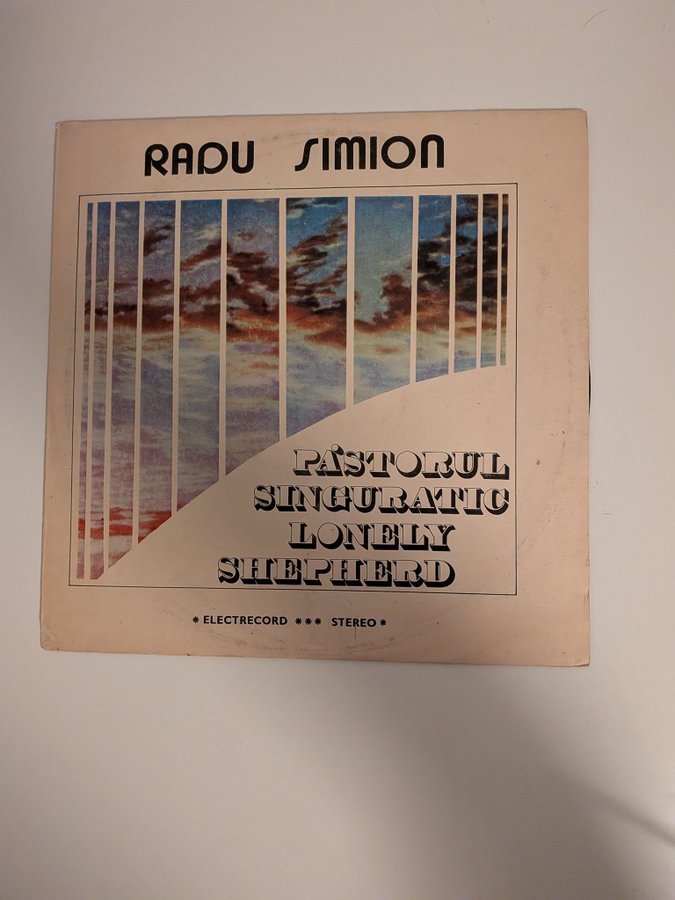 RADU SIMION
PĂSTORUL
SINGURATIC
LONELY
SHEPHERD
* ELECTRECORD *** STEREO *